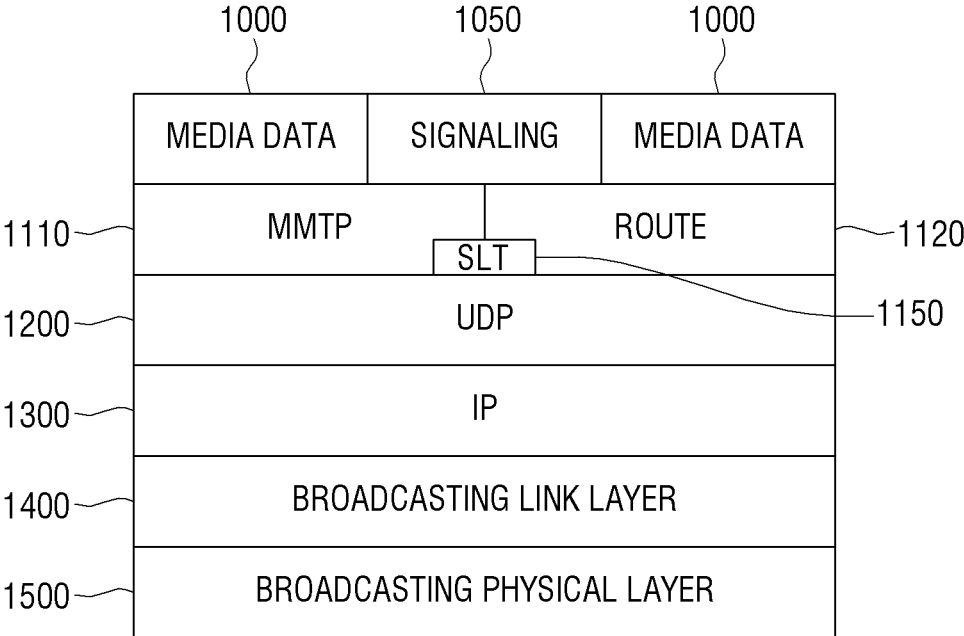 1000 1050 1000
MEDIA DATA SIGNALING MEDIA DATA
1110 MMTP ROUTE 1120
SLT
1150
1200 UDP
1300 IP
1400 BROADCASTING LINK LAYER
1500 BROADCASTING PHYSICAL LAYER